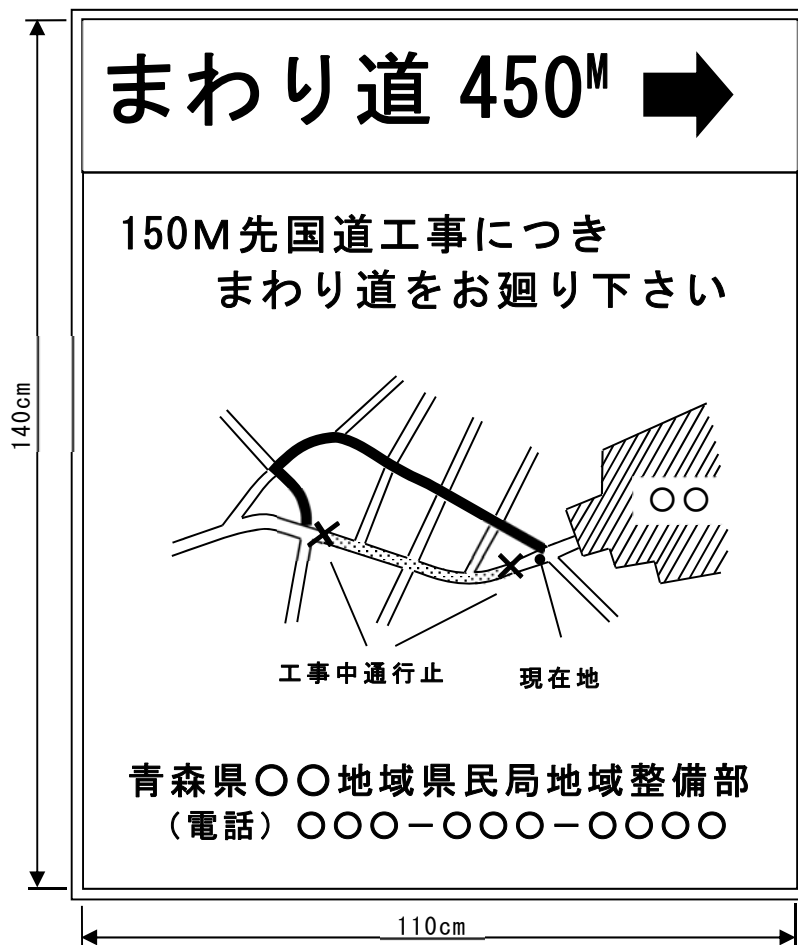 まわり道 450M
150M先国道工事につき
まわり道をお廻り下さい
140cm
○○
工事中通行止
現在地
青森県○○地域県民局地域整備部
（電話）○○○－○○○－○○○○
110cm